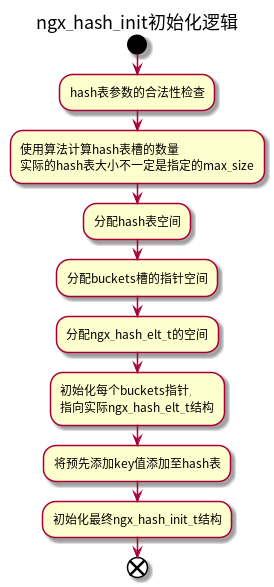 ngx_hash_init初始化逻辑
hash表参数的合法性检查
使用算法计算hash表槽的数量
实际的hash表大小不一定是指定的max_size
分配hash表空间
分配buckets槽的指针空间
分配ngx_hash_elt_t的空间
初始化每个buckets指针,
指向实际ngx_hash_elt_t结构
将预先添加key值添加至hash表
初始化最终ngx_hash_init_t结构